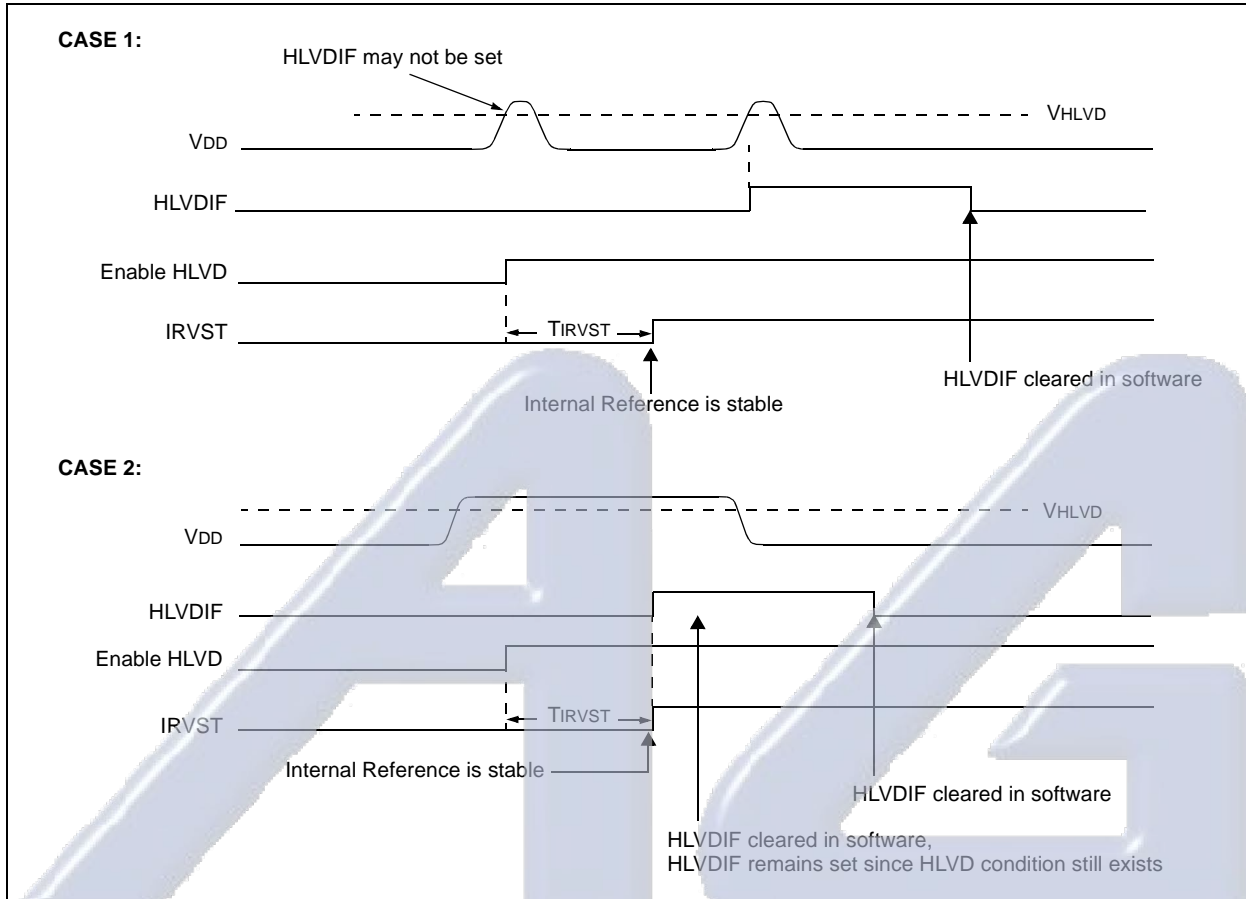 CASE 1:
HLVDIF may not be set
VHLVD
VDD
HLVDIF
Enable HLVD
TIRVST
IRVST
HLVDIF cleared in software
Internal Reference is stable
CASE 2:
VHLVD
VDD
HLVDIF
Enable HLVD
TIRVST
IRVST
Internal Reference is stable
HLVDIF cleared in software
HLVDIF cleared in software,
HLVDIF remains set since HLVD condition still exists
AG